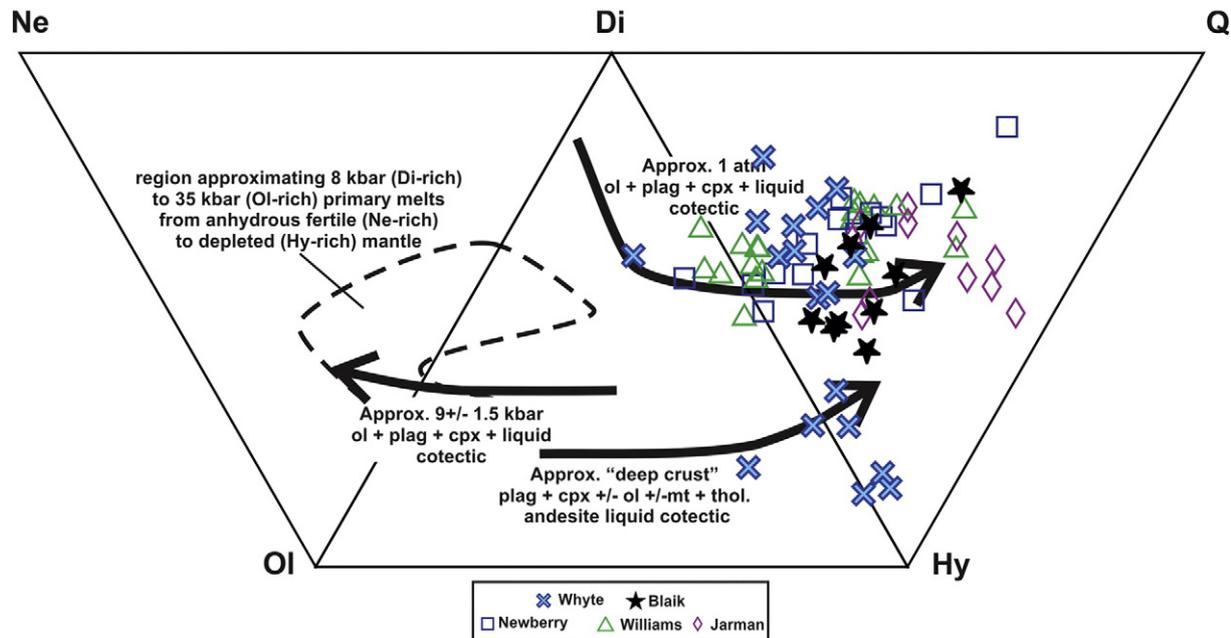 Ne
Di
Q
region approximating 8 kbar (Di-rich)
to 35 kbar (Ol-rich) primary melts
from anhydrous fertile (Ne-rich)
to depleted (Hy-rich) mantle
Approx. 1 atm
ol + plag + cpx + liquid
cotectic
Approx. 9+/- 1.5 kbar
ol + plag + cpx + liquid
cotectic
Approx. “deep crust”
plag + cpx +/- ol +/-mt + thol.
andesite liquid cotectic
Ol
Hy
Whyte Blaik
Newberry Williams Jarman